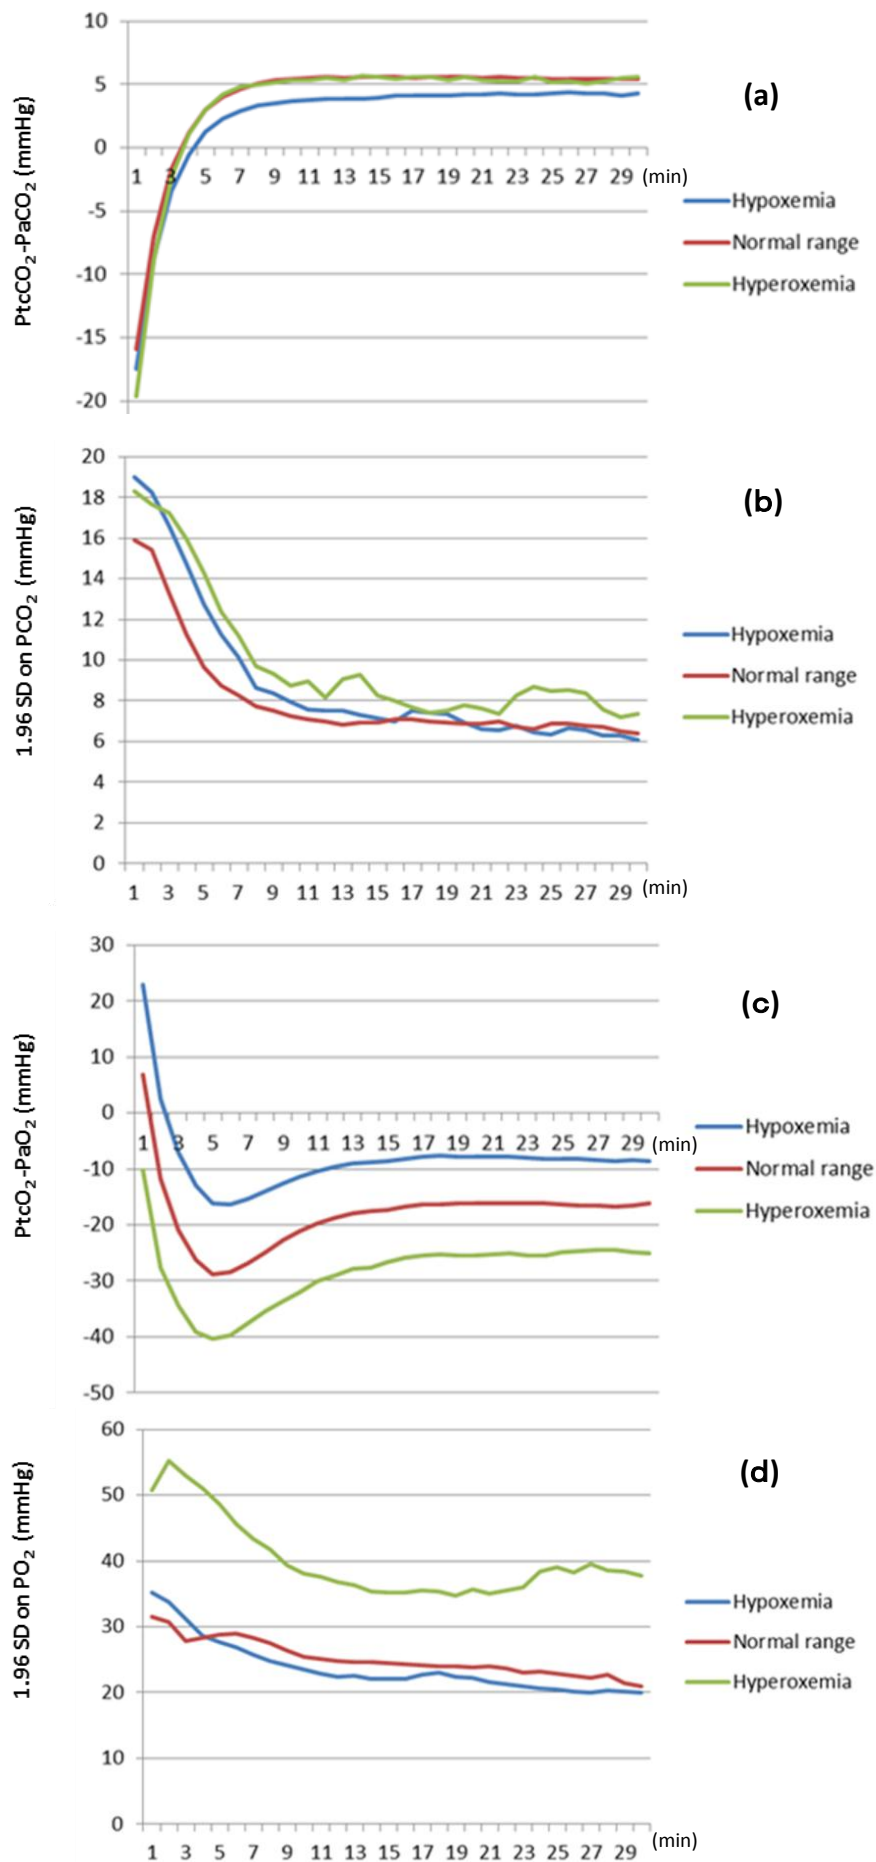 10
5
0
-5
-10
-15
-20
1 3 5 7 9 11 13 15 17 19 21 23 25 27 29 (min)
PtcCO2-PaCO2 (mmHg)
(a)
Hypoxemia
Normal range
Hyperoxemia
20
18
16
14
12
10
8
6
4
2
0
1 3 5 7 9 11 13 15 17 19 21 23 25 27 29 (min)
1.96 SD on PCO2 (mmHg)
(b)
Hypoxemia
Normal range
Hyperoxemia
30
20
10
0
-10
-20
-30
-40
-50
1 3 5 7 9 11 13 15 17 19 21 23 25 27 29 (min)
PtcO2-PaO2 (mmHg)
(c)
Hypoxemia
Normal range
Hyperoxemia
60
50
40
30
20
10
0
1 3 5 7 9 11 13 15 17 19 21 23 25 27 29 (min)
1.96 SD on PO2 (mmHg)
(d)
Hypoxemia
Normal range
Hyperoxemia